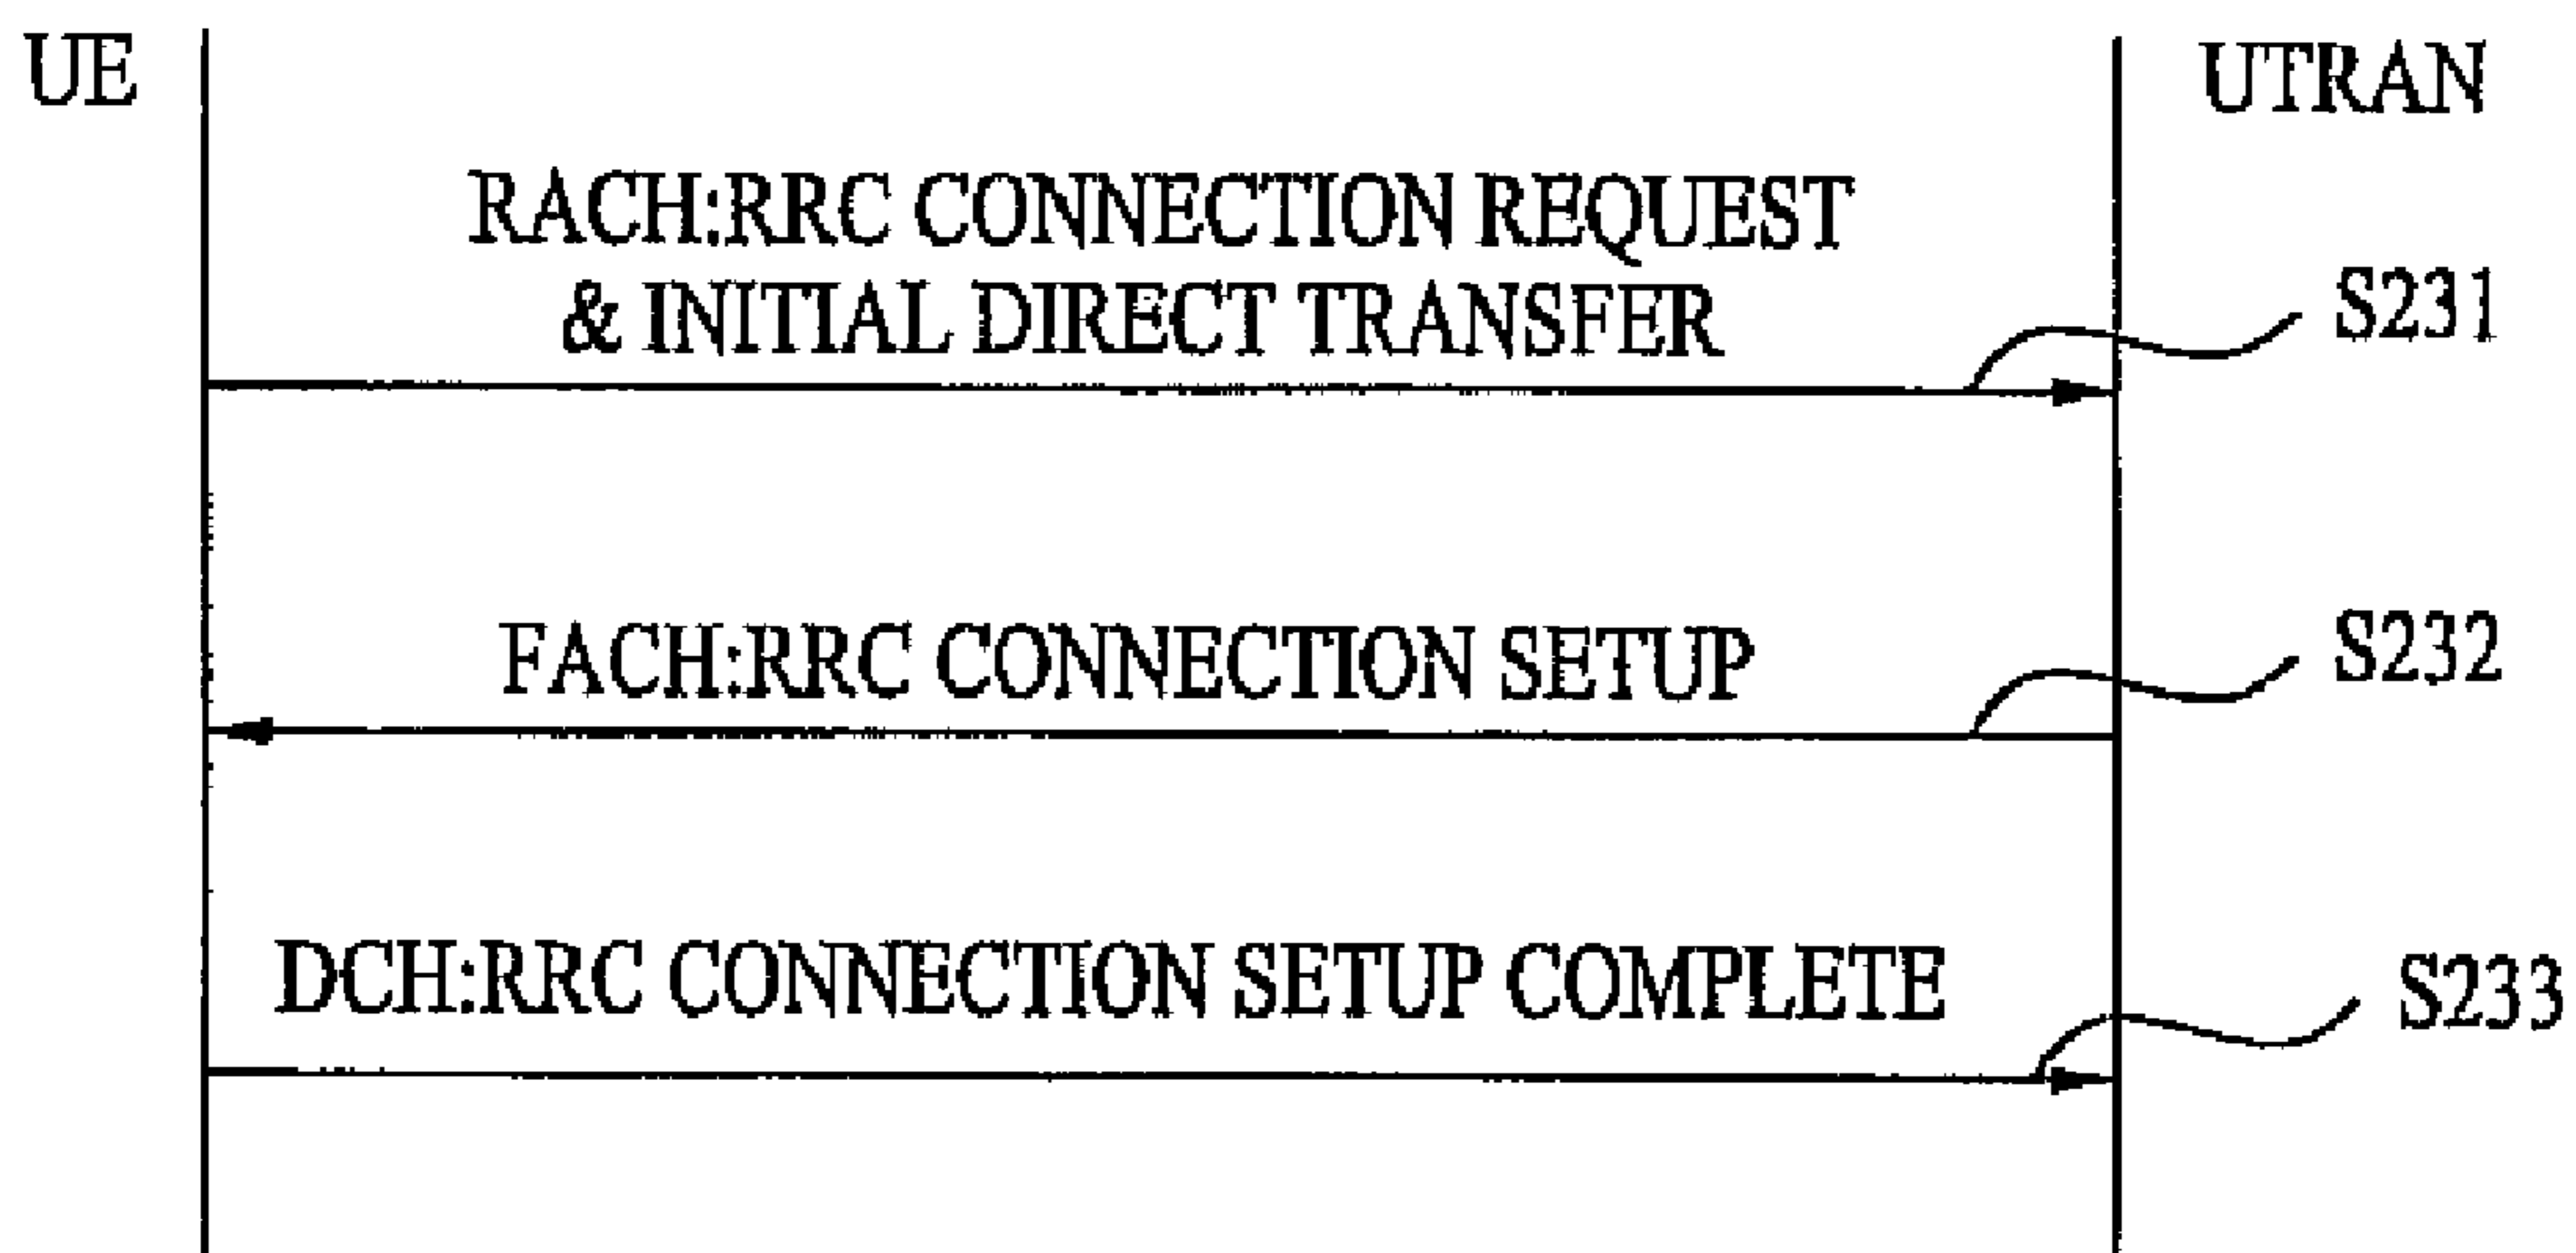 UE
UTRAN
RACH:RRC CONNECTION REQUEST
& INITIAL DIRECT TRANSFER
S231
FACH:RRC CONNECTION SETUP
S232
DCH:RRC CONNECTION SETUP COMPLETE
S233